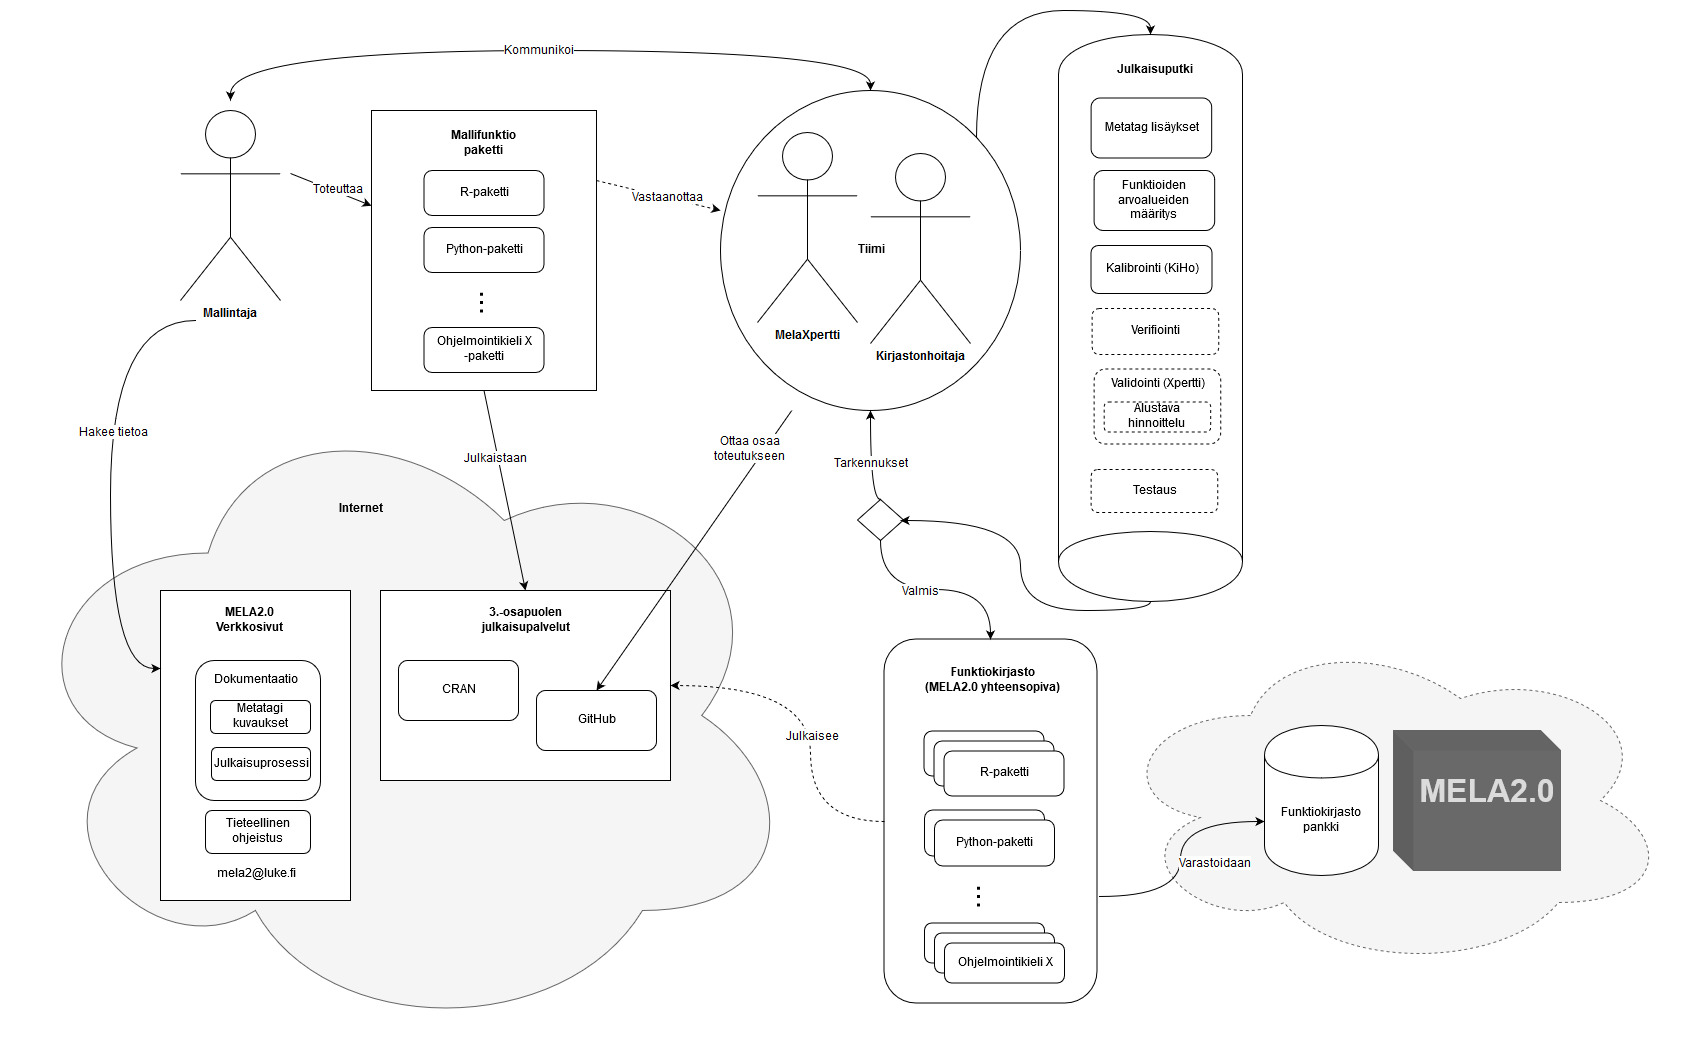 Kommunikoi
Mallintaja
Toteuttaa
Mallifunktio
paketti
R-paketti
Python-paketti
Ohjelmointikieli X
-paketti
Vastaanottaa
Tiimi
MelaXpertti
Kirjastonhoitaja
Julkaisuputki
Metatag lisäykset
Funktioiden
arvoalueiden
määritys
Kalibrointi (KiHo)
Verifiointi
Validointi (Xpertti)
Alustava
hinnoittelu
Testaus
Hakee tietoa
Julkaistaan
Ottaa osaa
toteutukseen
Tarkennukset
Valmis
Internet
MELA2.0
Verkkosivut
Dokumentaatio
Metatagi
kuvaukset
Julkaisuprosessi
Tieteellinen
ohjeistus
mela2@luke.fi
3.-osapuolen
julkaisupalvelut
CRAN
GitHub
Julkaisee
Funktiokirjasto
(MELA2.0 yhteensopiva)
R-paketti
Python-paketti
Ohjelmointikieli X
Varastoidaan
Funktiokirjasto
pankki
MELA2.0